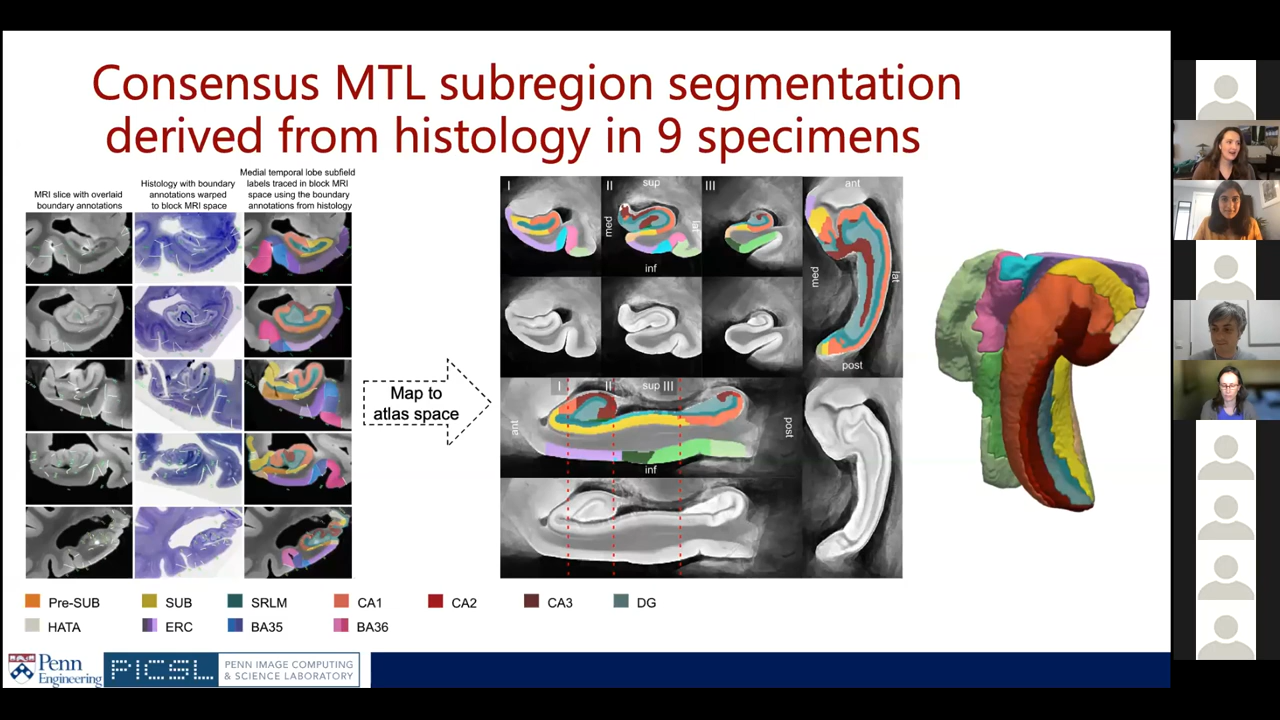 Consensus MTL subregion segmentation
derived from histology in 9 specimens
MRI slice with overlaid
boundary annotations
Histology with boundary
annotations warped
to block MRI space
Medial temporal lobe subfield
labels traced in block MRI
space using the boundary
annotations from histology
Map to
atlas space
I
II
sup
III
med
lat
inf
ant
med
lat
post
I
II
sup III
ant
post
inf
Pre-SUB
SUB
SRLM
CA1
CA2
CA3
DG
HATA
ERC
BA35
BA36
Penn
Engineering
PICSL
PENN IMAGE COMPUTING
& SCIENCE LABORATORY